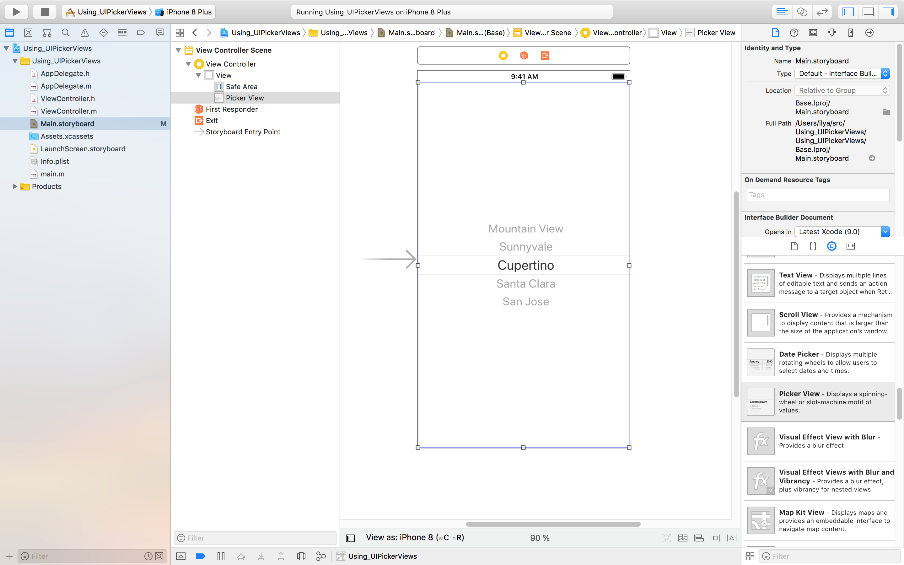 Using_UIPickerViews
iPhone 8 Plus
Running Using_UIPickerViews on iPhone 8 Plus
Using_UIPickerViews
Using_UIPickerViews
AppDelegate.h
AppDelegate.m
ViewController.h
ViewController.m
Main.storyboard
M
Assets.xcassets
LaunchScreen.storyboard
Info.plist
main.m
Products
Filter
Using_UIPickerViews
Using_...Views
Main.s...board
Main.s...(Base)
View...r Scene
View...ontroller
View
Picker View
View Controller Scene
View Controller
View
Safe Area
Picker View
First Responder
Exit
Storyboard Entry Point
Filter
9:41 AM
Mountain View
Sunnyvale
Cupertino
Santa Clara
San Jose
View as: iPhone 8 (wC hR)
90 %
Using_UIPickerViews
Identity and Type
Name Main.storyboard
Type Default - Interface Buil...
Location Relative to Group
Base.lproj/
Main.storyboard
Full Path /Users/ilya/src/
Using_UIPickerViews/
Using_UIPickerViews/
Base.lproj/
Main.storyboard
On Demand Resource Tags
Tags
Interface Builder Document
Opens in Latest Xcode (9.0)
Text View - Displays multiple lines
of editable text and sends an action
message to a target object when Ret...
Scroll View - Provides a mechanism
to display content that is larger than
the size of the application's window.
Date Picker - Displays multiple
rotating wheels to allow users to
select dates and times.
Picker View - Displays a spinning-
wheel or slot-machine motif of
values.
Visual Effect View with Blur -
Provides a blur effect
Visual Effect Views with Blur and
Vibrancy - Provides a blur effect,
plus vibrancy for nested views
Map Kit View - Displays maps and
provides an embeddable interface to
navigate map content.
Filter